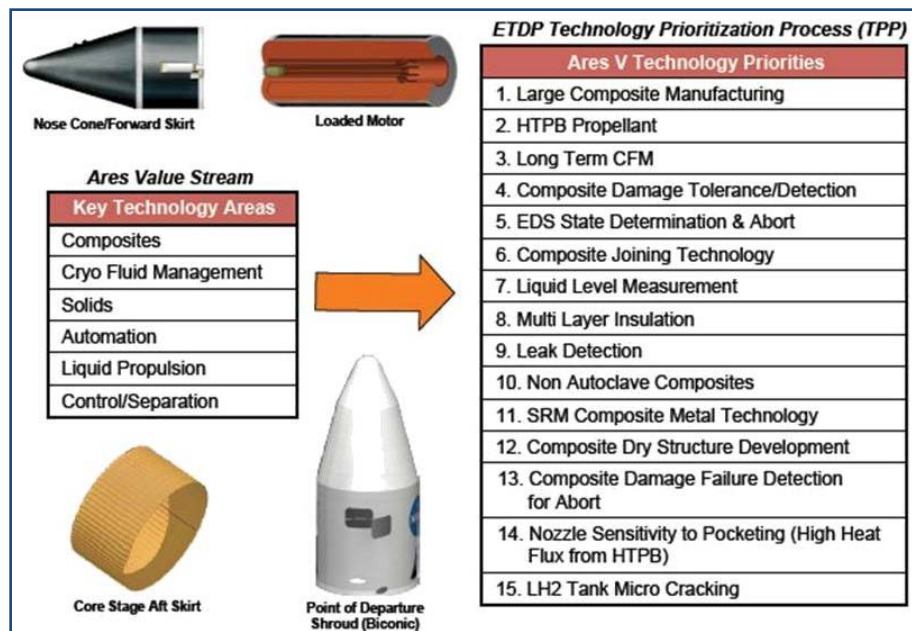 Nose Cone/Forward Skirt
Loaded Motor
Ares Value Stream
Key Technology Areas
Composites
Cryo Fluid Management
Solids
Automation
Liquid Propulsion
Control/Separation
Core Stage Aft Skirt
Point of Departure
Shroud (Biconic)
ETDP Technology Prioritization Process (TPP)
Ares V Technology Priorities
1. Large Composite Manufacturing
2. HTPB Propellant
3. Long Term CFM
4. Composite Damage Tolerance/Detection
5. EDS State Determination & Abort
6. Composite Joining Technology
7. Liquid Level Measurement
8. Multi Layer Insulation
9. Leak Detection
10. Non Autoclave Composites
11. SRM Composite Metal Technology
12. Composite Dry Structure Development
13. Composite Damage Failure Detection
for Abort
14. Nozzle Sensitivity to Pocketing (High Heat
Flux from HTPB)
15. LH2 Tank Micro Cracking